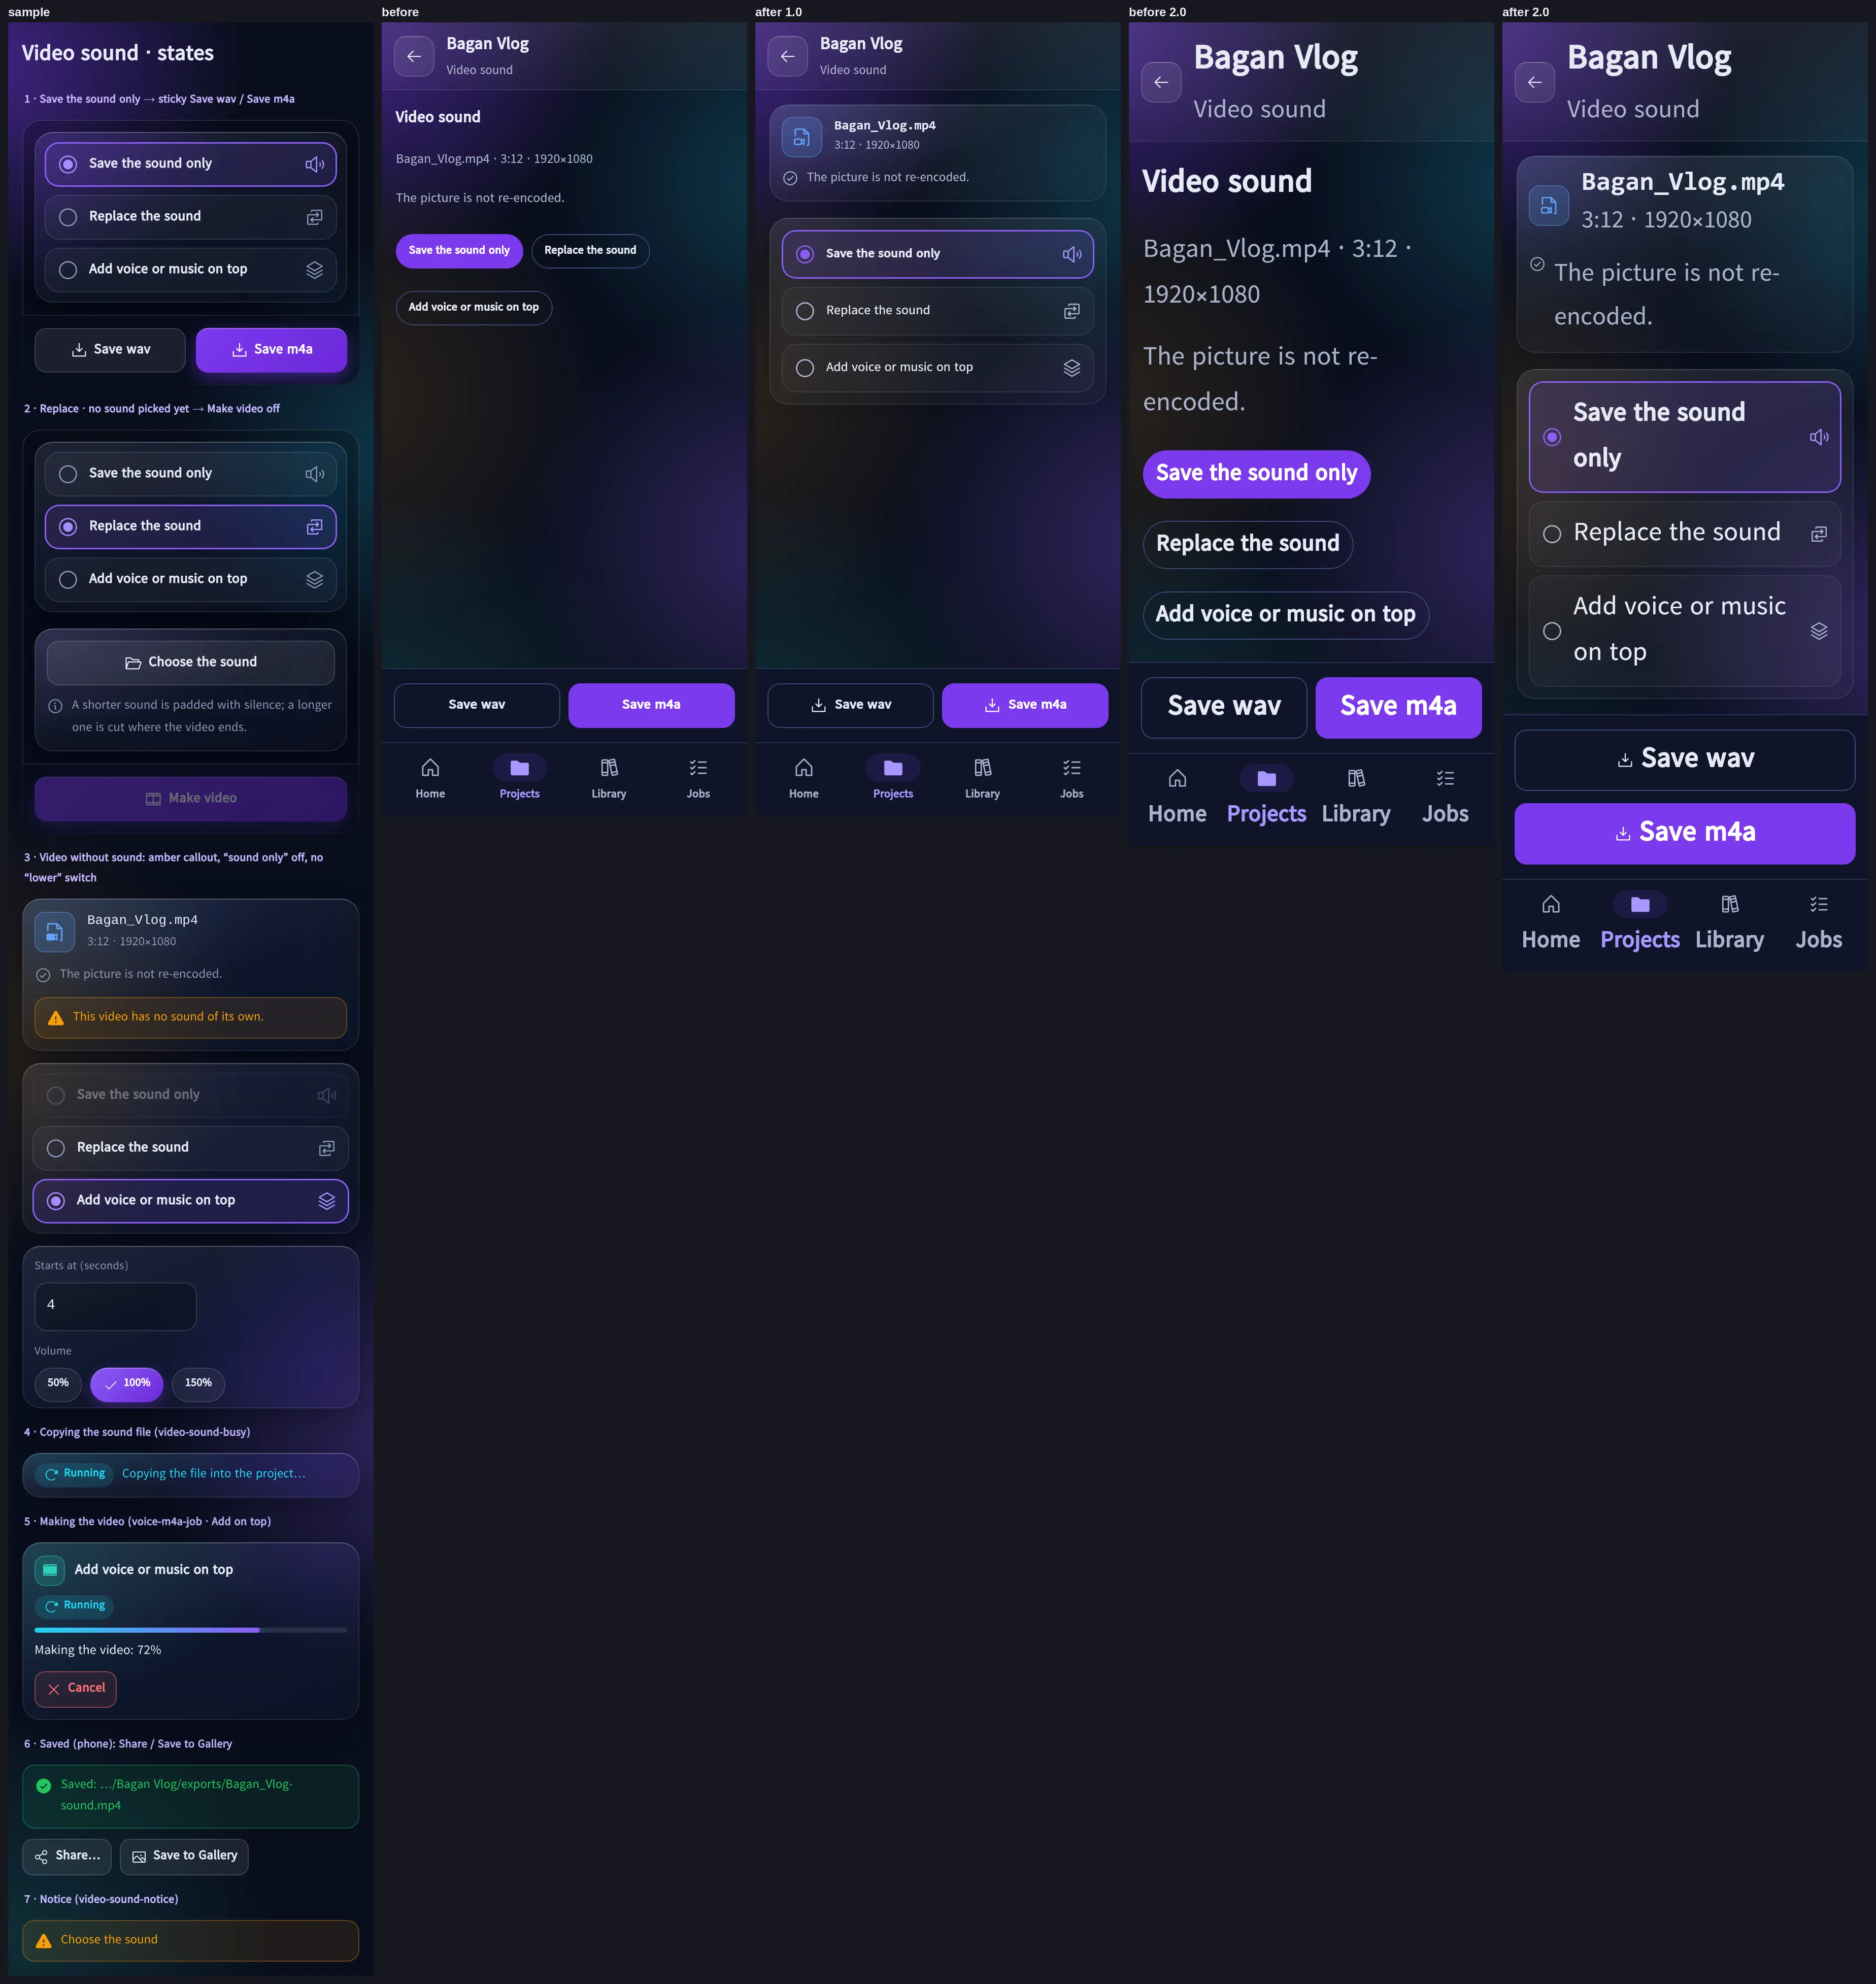 sample
Video sound · states
1 · Save the sound only → sticky Save wav / Save m4a
Save the sound only
Replace the sound
Add voice or music on top
Save wav
Save m4a
2 · Replace · no sound picked yet → Make video off
Save the sound only
Replace the sound
Add voice or music on top
Choose the sound
A shorter sound is padded with silence; a longer
one is cut where the video ends.
Make video
3 · Video without sound: amber callout, “sound only” off, no
“lower” switch
Bagan_Vlog.mp4
3:12 · 1920×1080
The picture is not re-encoded.
This video has no sound of its own.
Save the sound only
Replace the sound
Add voice or music on top
Starts at (seconds)
4
Volume
50%
100%
150%
4 · Copying the sound file (video-sound-busy)
Running
Copying the file into the project…
5 · Making the video (voice-m4a-job · Add on top)
Add voice or music on top
Running
Making the video: 72%
Cancel
6 · Saved (phone): Share / Save to Gallery
Saved: …/Bagan Vlog/exports/Bagan_Vlog-
sound.mp4
Share…
Save to Gallery
7 · Notice (video-sound-notice)
Choose the sound
before
Bagan Vlog
Video sound
Video sound
Bagan_Vlog.mp4 · 3:12 · 1920×1080
The picture is not re-encoded.
Save the sound only
Replace the sound
Add voice or music on top
Save wav
Save m4a
Home
Projects
Library
Jobs
after 1.0
Bagan Vlog
Video sound
Bagan_Vlog.mp4
3:12 · 1920×1080
The picture is not re-encoded.
Save the sound only
Replace the sound
Add voice or music on top
Save wav
Save m4a
Home
Projects
Library
Jobs
before 2.0
Bagan Vlog
Video sound
Video sound
Bagan_Vlog.mp4 · 3:12 ·
1920×1080
The picture is not re-
encoded.
Save the sound only
Replace the sound
Add voice or music on top
Save wav
Save m4a
Home
Projects
Library
Jobs
after 2.0
Bagan Vlog
Video sound
Bagan_Vlog.mp4
3:12 · 1920×1080
The picture is not re-
encoded.
Save the sound
only
Replace the sound
Add voice or music
on top
Save wav
Save m4a
Home
Projects
Library
Jobs